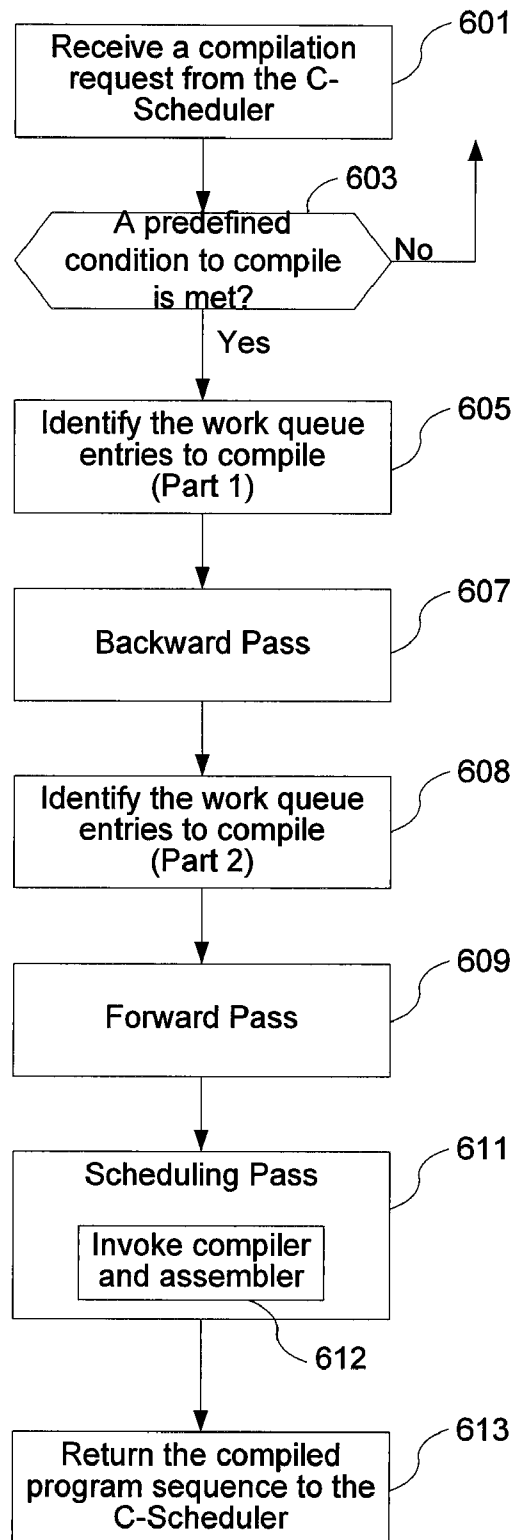 Receive a compilation
request from the C-
Scheduler
601
603
A predefined
condition to compile
is met?
No
Yes
Identify the work queue
entries to compile
(Part 1)
605
Backward Pass
607
Identify the work queue
entries to compile
(Part 2)
608
Forward Pass
609
Scheduling Pass
611
Invoke compiler
and assembler
612
Return the compiled
program sequence to the
C-Scheduler
613